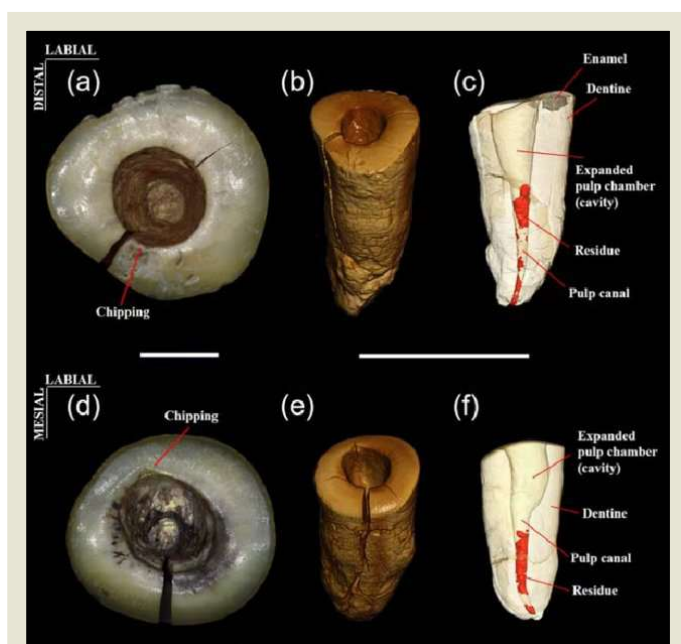 LABIAL
DISTAL
(a)
(b)
(c)
Enamel
Dentine
Expanded
pulp chamber
(cavity)
Residue
Pulp canal
Chipping
LABIAL
MESIAL
(d)
Chipping
(e)
(f)
Expanded
pulp chamber
(cavity)
Dentine
Pulp canal
Residue